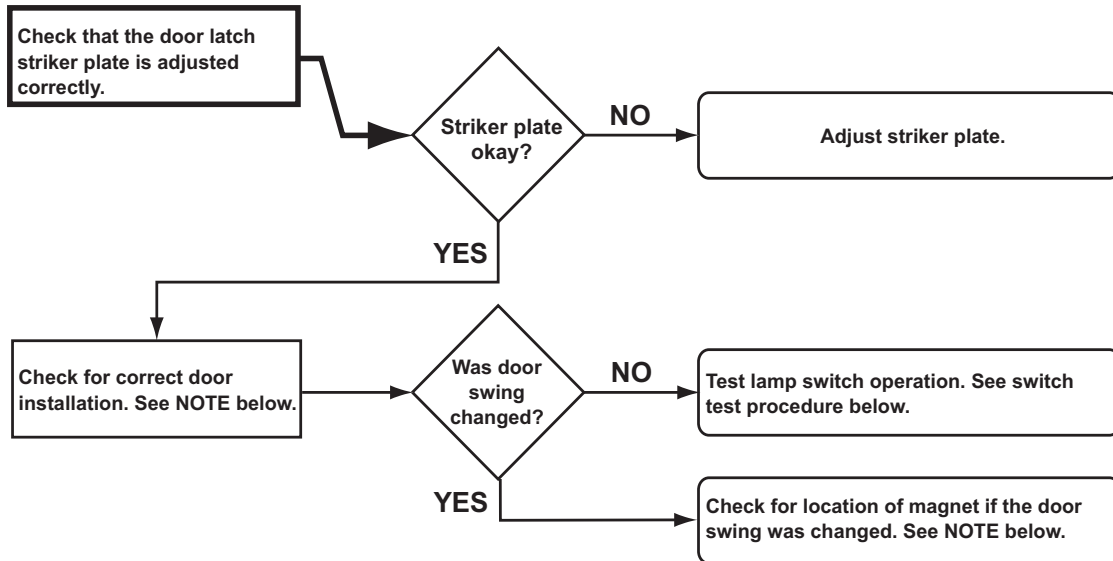 Check that the door latch
striker plate is adjusted
correctly.
Striker plate
okay?
NO
Adjust striker plate.
YES
Check for correct door
installation. See NOTE below.
Was door
swing
changed?
NO
Test lamp switch operation. See switch
test procedure below.
YES
Check for location of magnet if the door
swing was changed. See NOTE below.